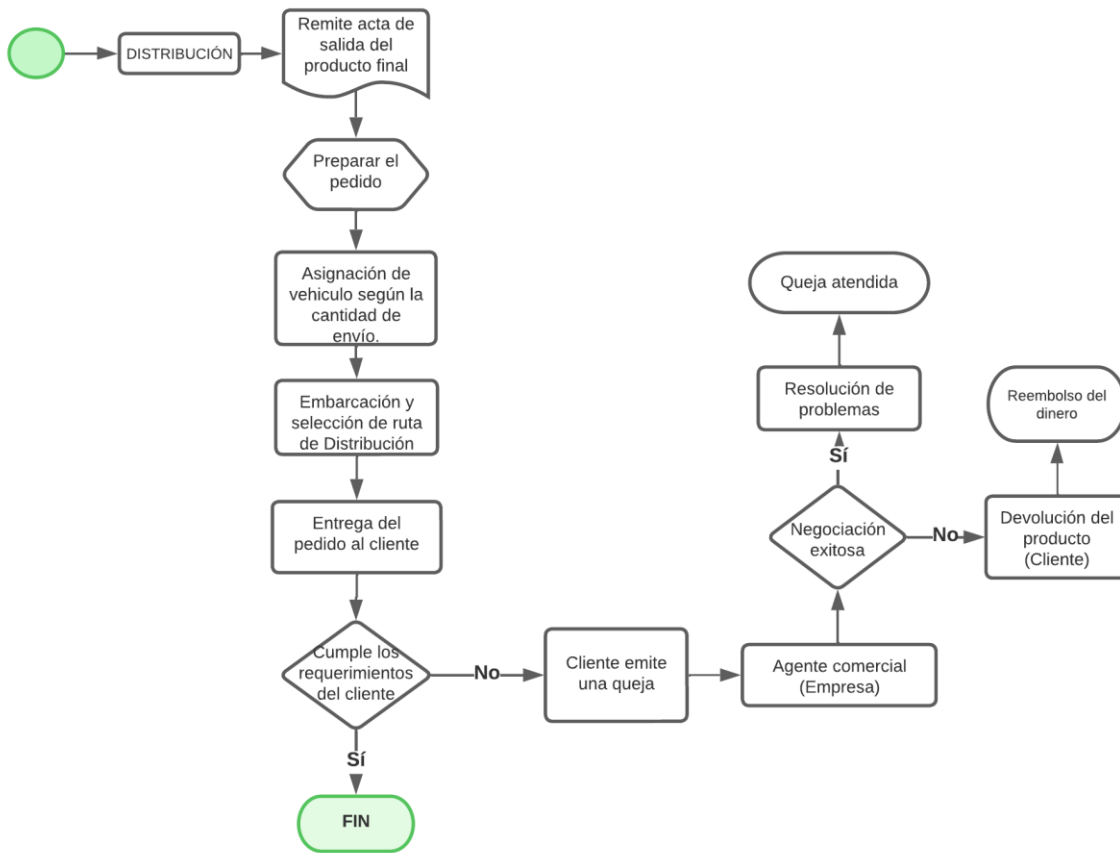 DISTRIBUCIÓN
Remite acta de
salida del
producto final
Preparar el
pedido
Asignación de
vehiculo según la
cantidad de
envío.
Embarcación y
selección de ruta
de Distribución
Entrega del
pedido al cliente
Cumple los
requerimientos
del cliente
Sí
FIN
No
Cliente emite
una queja
Agente comercial
(Empresa)
Negociación
exitosa
Sí
Resolución de
problemas
Queja atendida
No
Devolución del
producto
(Cliente)
Reembolso del
dinero